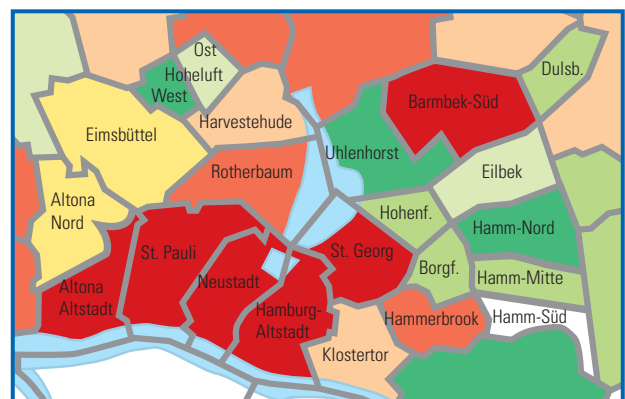 Ost
Hoheluft
West
Dulsb.
Barmbek-Süd
Harvestehude
Eimsbüttel
Uhlenhorst
Rotherbaum
Eilbek
Altona
Nord
Hohenf.
Hamm-Nord
St. Pauli
St. Georg
Borgf.
Neustadt
Hamm-Mitte
Altona
Altstadt
Hamburg-
Altstadt
Hammerbrook
Hamm-Süd
Klostertor